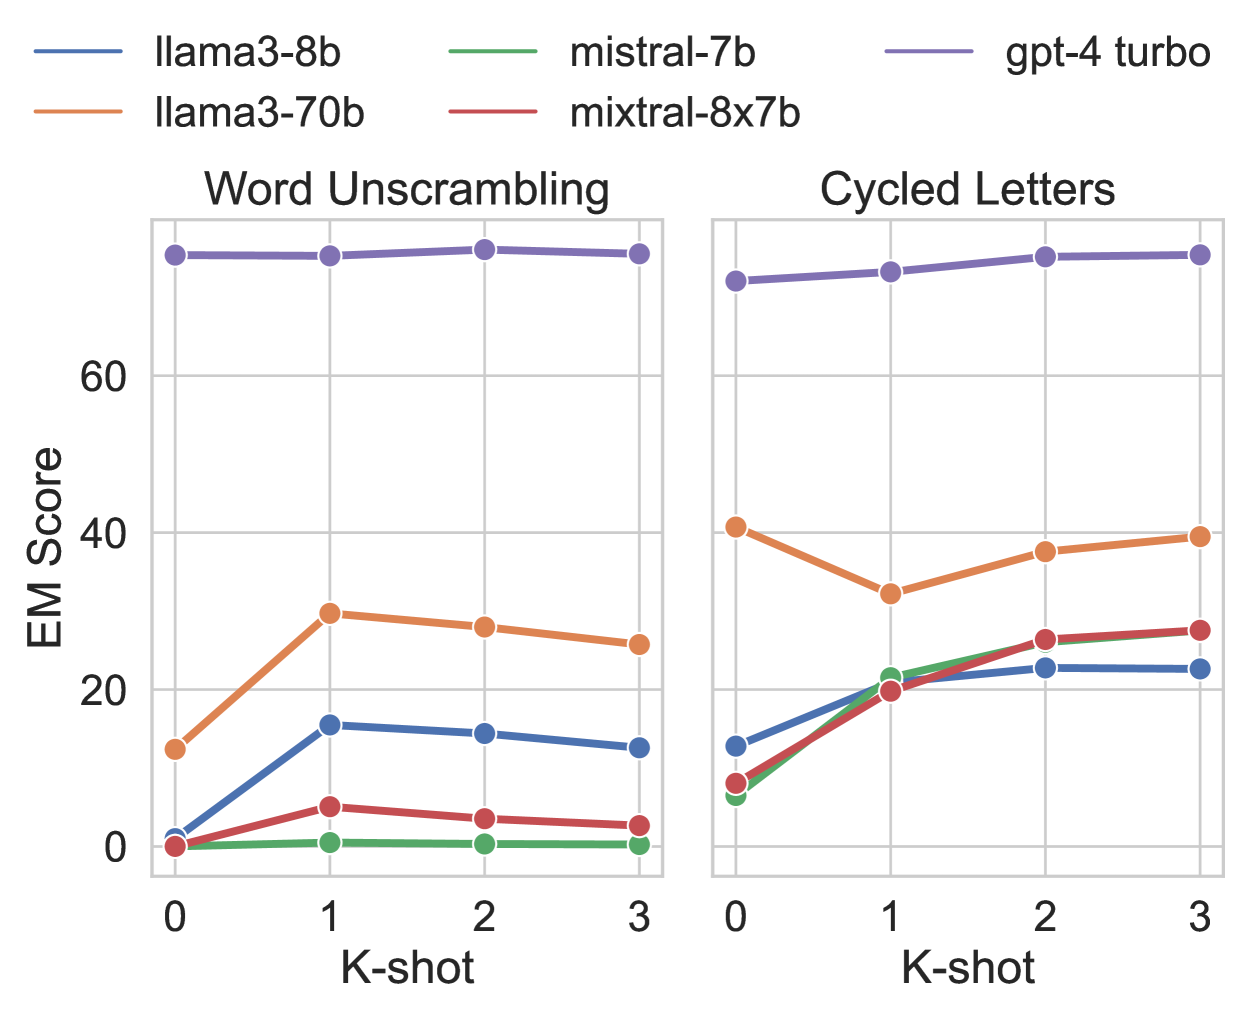 llama3-8b mistral-7b gpt-4 turbo
llama3-70b mixtral-8x7b
Word Unscrambling Cycled Letters
EM Score
60
40
20
0
0 1 2 3 0 1 2 3
K-shot K-shot